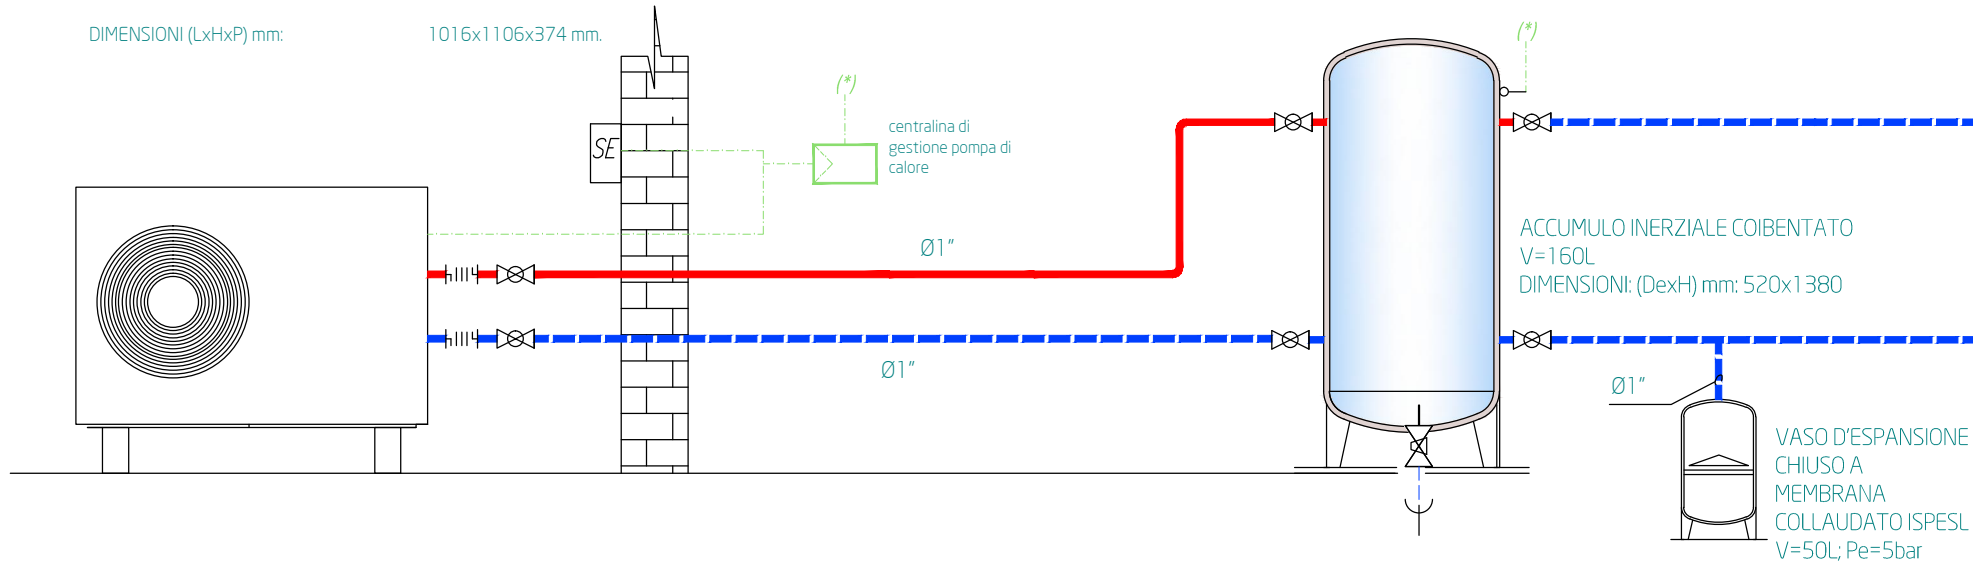 DIMENSIONI (LxHxP) mm: 1016x1106x374 mm.
(*)
(*)
centralina di
gestione pompa di
calore
SE
Ø1"
Ø1"
ACCUMULO INERZIALE COIBENTATO
V=160L
DIMENSIONI: (DexH) mm: 520x1380
Ø1"
VASO D'ESPANSIONE
CHIUSO A
MEMBRANA
COLLAUDATO ISPESL
V=50L; Pe=5bar